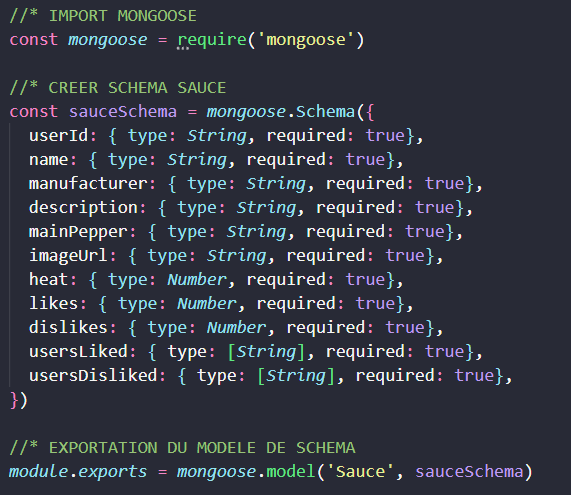 //* IMPORT MONGOOSE
const mongoose = require('mongoose')
//* CREER SCHEMA SAUCE
const sauceSchema = mongoose.Schema({
userId: { type: String, required: true},
name: { type: String, required: true},
manufacturer: { type: String, required: true},
description: { type: String, required: true},
mainPepper: { type: String, required: true},
imageUrl: { type: String, required: true},
heat: { type: Number, required: true},
likes: { type: Number, required: true},
dislikes: { type: Number, required: true},
usersLiked: { type: [String], required: true},
usersDisliked: { type: [String], required: true},
})
//* EXPORTATION DU MODELE DE SCHEMA
module.exports = mongoose.model('Sauce', sauceSchema)